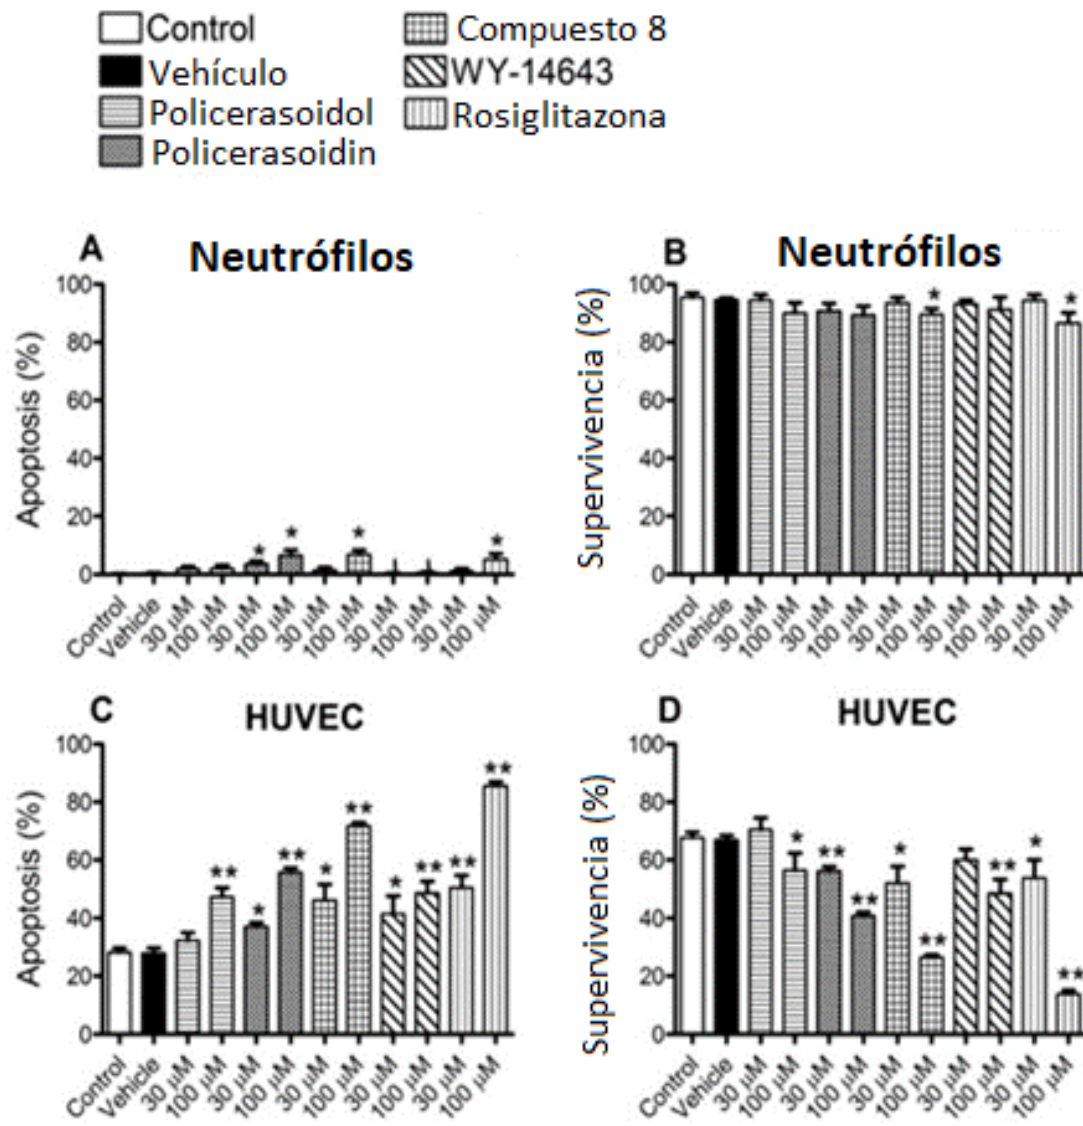 Control
Vehículo
Policerasoidol
Policerasoidin
Compuesto 8
WY-14643
Rosiglitazona
A
Neutrófilos
Apoptosis (%)
100
80
60
40
20
0
Control
Vehicle
30 µM
100 µM
30 µM
100 µM
30 µM
100 µM
30 µM
100 µM
30 µM
100 µM
* * * *
B
Neutrófilos
Supervivencia (%)
100
80
60
40
20
0
Control
Vehicle
30 µM
100 µM
30 µM
100 µM
30 µM
100 µM
30 µM
100 µM
30 µM
100 µM
* *
C
HUVEC
Apoptosis (%)
100
80
60
40
20
0
Control
Vehicle
30 µM
100 µM
30 µM
100 µM
30 µM
100 µM
30 µM
100 µM
30 µM
100 µM
** * ** * ** * ** ** **
D
HUVEC
Supervivencia (%)
100
80
60
40
20
0
Control
Vehicle
30 µM
100 µM
30 µM
100 µM
30 µM
100 µM
30 µM
100 µM
30 µM
100 µM
* ** ** * ** ** * **